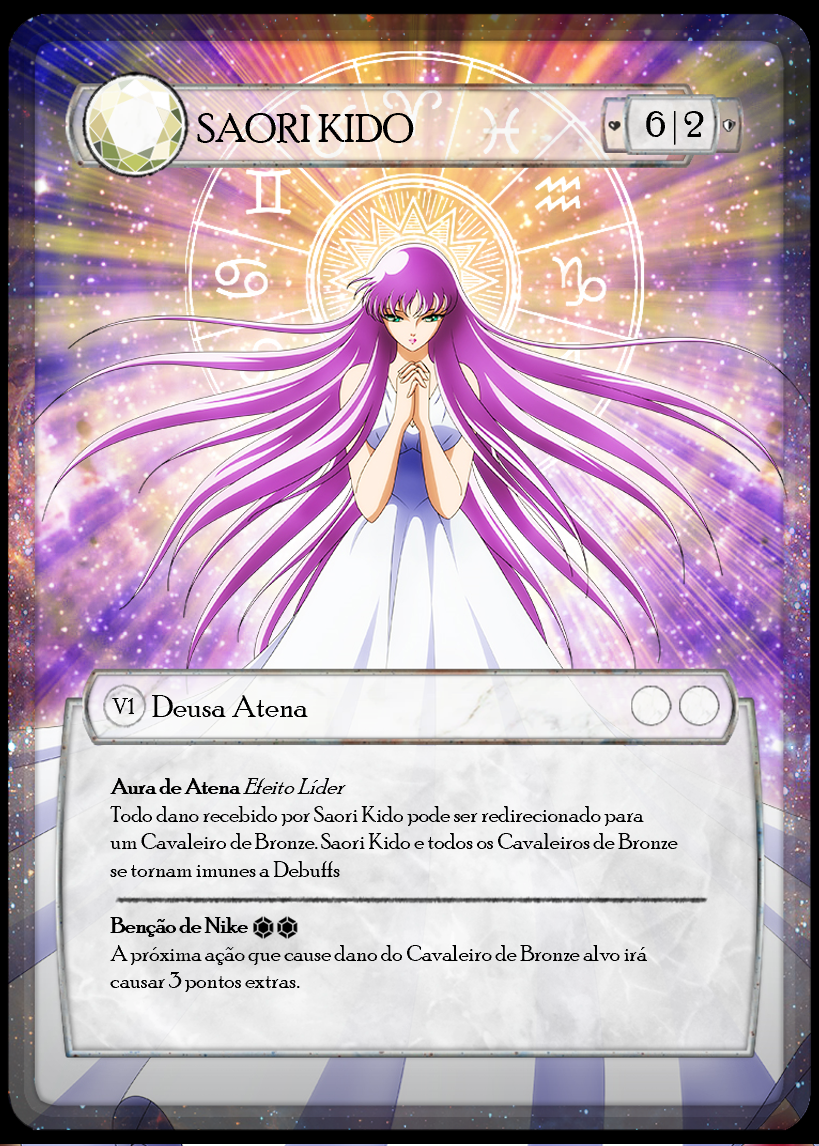 SAORI KIDO
6|2
V1 Deusa Atena
Aura de Atena Efeito Líder
Todo dano recebido por Saori Kido pode ser redirecionado para
um Cavaleiro de Bronze. Saori Kido e todos os Cavaleiros de Bronze
se tornam imunes a Debuffs
Benção de Nike
A próxima ação que cause dano do Cavaleiro de Bronze alvo irá
causar 3 pontos extras.